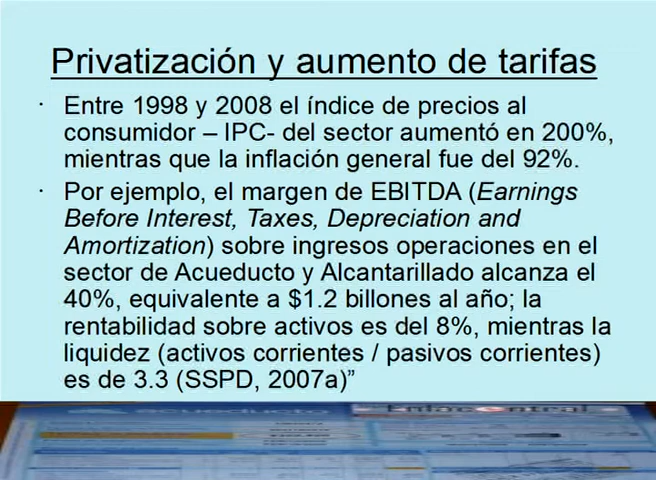 Privatización y aumento de tarifas
· Entre 1998 y 2008 el índice de precios al
consumidor – IPC- del sector aumentó en 200%,
mientras que la inflación general fue del 92%.
· Por ejemplo, el margen de EBITDA (Earnings
Before Interest, Taxes, Depreciation and
Amortization) sobre ingresos operaciones en el
sector de Acueducto y Alcantarillado alcanza el
40%, equivalente a $1.2 billones al año; la
rentabilidad sobre activos es del 8%, mientras la
liquidez (activos corrientes / pasivos corrientes)
es de 3.3 (SSPD, 2007a)”
acueducto